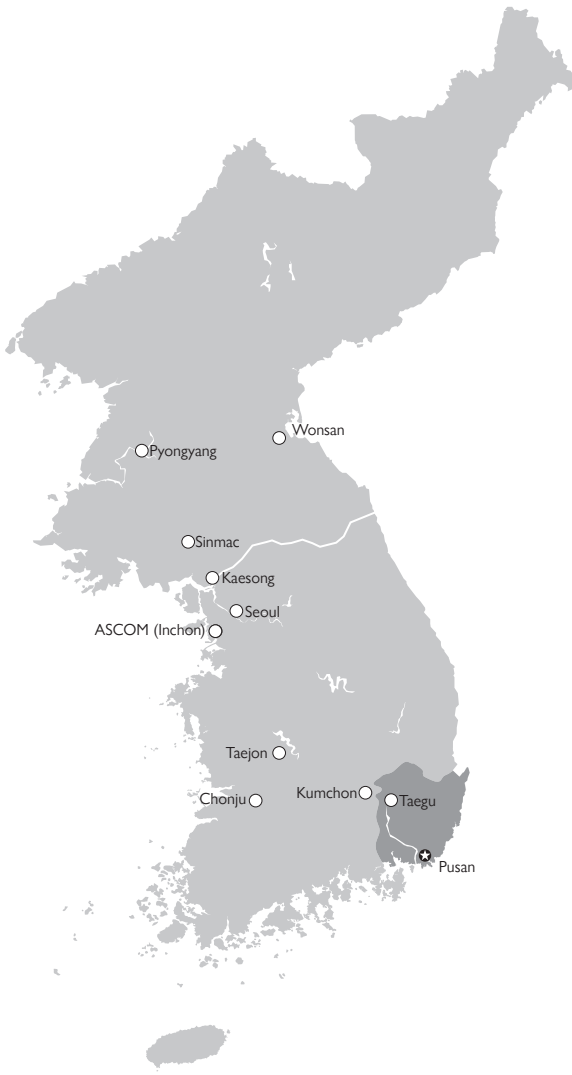 Wonsan
Pyongyang
Sinmac
Kaesong
Seoul
ASCOM (Inchon)
Taejon
Kumchon
Chonju
Taegu
Pusan